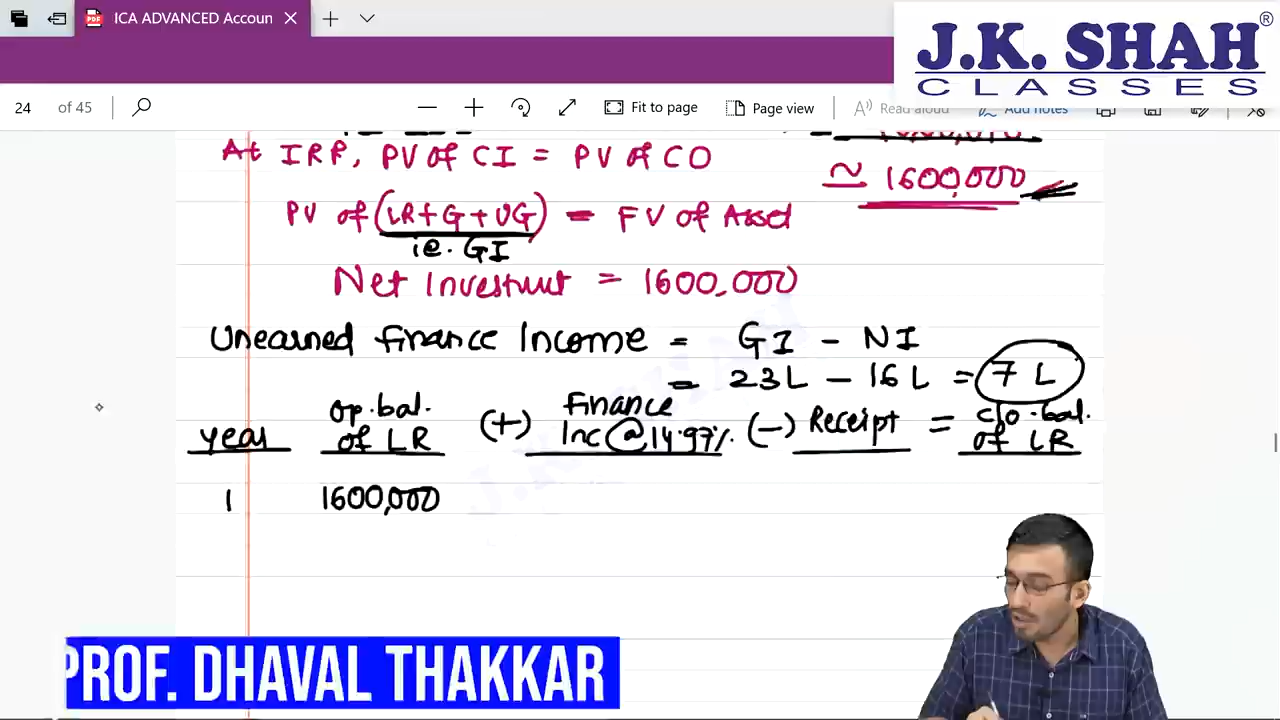 ICA ADVANCED Accoun
J.K. SHAH®
CLASSES
24 of 45
Fit to page
Page view
Read aloud
Add notes
At IRR, PV of CI = PV of CO
≃ 1600,000
PV of (LR+G+UG) = FV of Asset
ie. GI
Net Investment = 1600,000
Unearned finance Income = GI - NI
= 23L - 16L = 7L
year
op.bal. of LR
(+)
Finance Inc @14.97%
(-)
Receipt
=
clo.bal. of LR
1 1600,000
PROF. DHAVAL THAKKAR